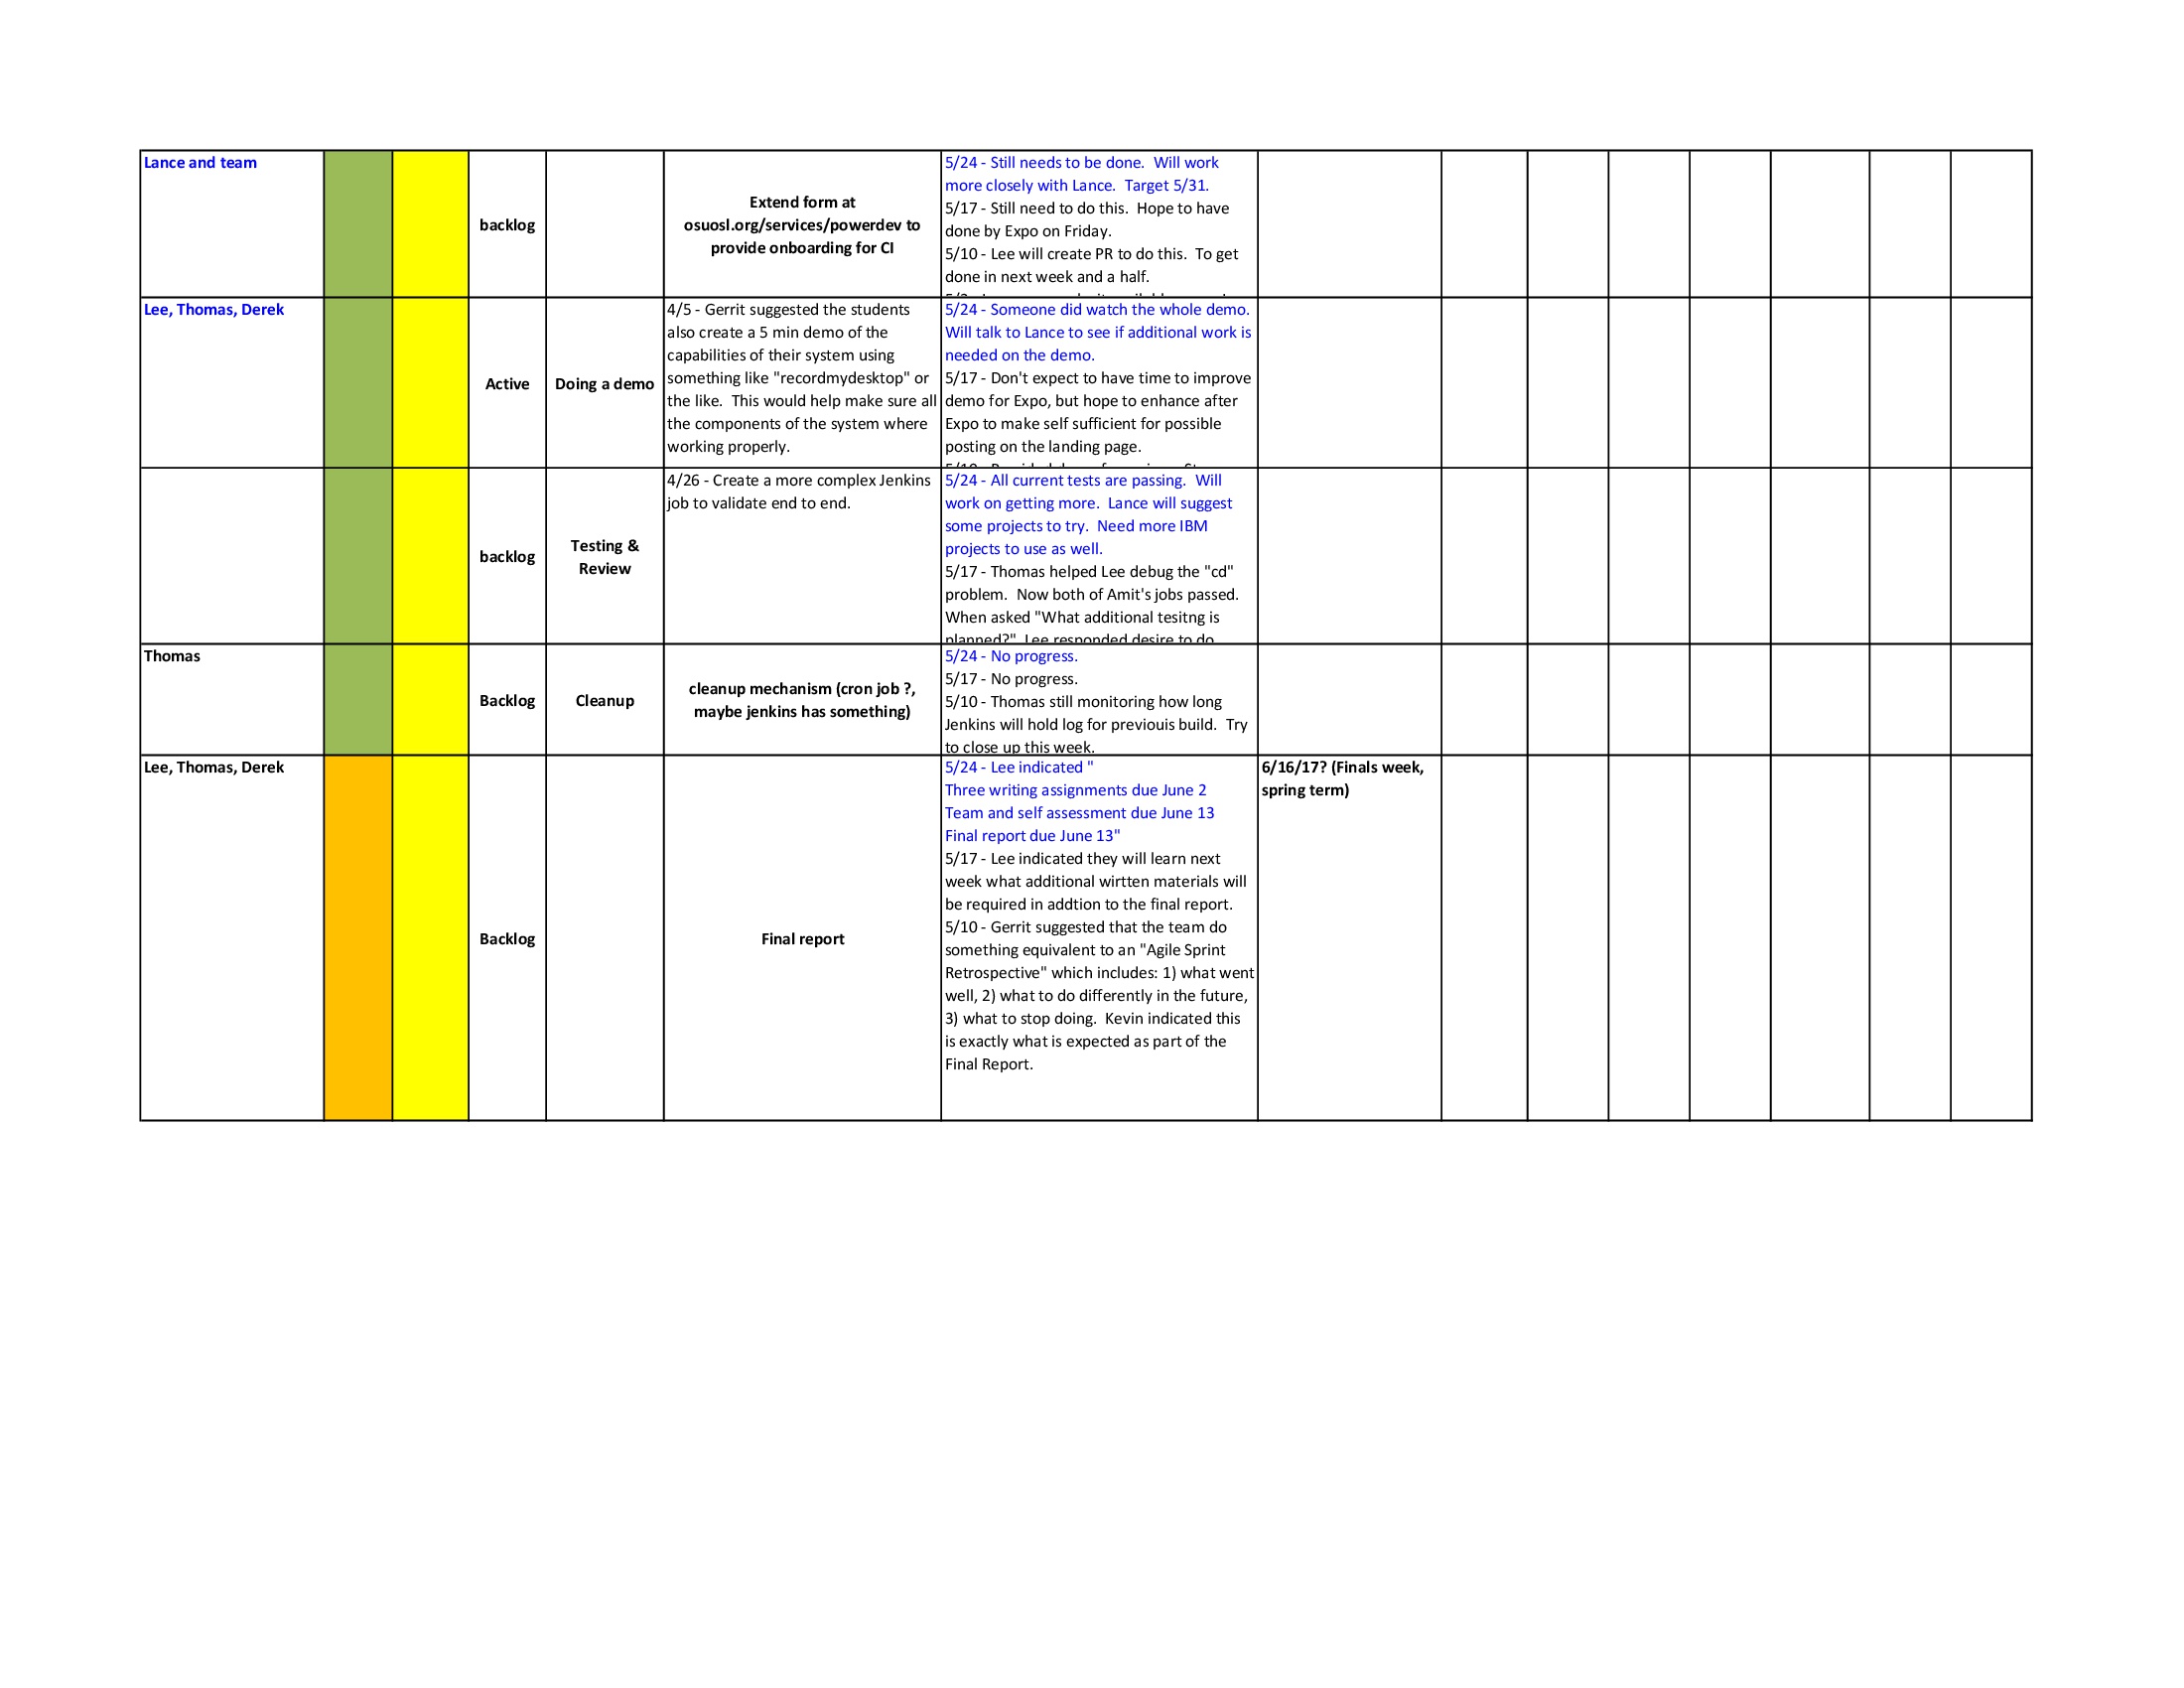 Lance and team
backlog
Extend form at
osuosl.org/services/powerdev to
provide onboarding for CI
5/24 - Still needs to be done.  Will work
more closely with Lance.  Target 5/31.
5/17 - Still need to do this.  Hope to have
done by Expo on Friday.
5/10 - Lee will create PR to do this.  To get
done in next week and a half.
Lee, Thomas, Derek
Active
Doing a demo
4/5 - Gerrit suggested the students
also create a 5 min demo of the
capabilities of their system using
something like "recordmydesktop" or
the like.  This would help make sure all
the components of the system where
working properly.
5/24 - Someone did watch the whole demo.
Will talk to Lance to see if additional work is
needed on the demo.
5/17 - Don't expect to have time to improve
demo for Expo, but hope to enhance after
Expo to make self sufficient for possible
posting on the landing page.
backlog
Testing &
Review
4/26 - Create a more complex Jenkins
job to validate end to end.
5/24 - All current tests are passing.  Will
work on getting more.  Lance will suggest
some projects to try.  Need more IBM
projects to use as well.
5/17 - Thomas helped Lee debug the "cd"
problem.  Now both of Amit's jobs passed.
When asked "What additional tesitng is
planned?"  Lee responded desire to do
Thomas
Backlog
Cleanup
cleanup mechanism (cron job ?,
maybe jenkins has something)
5/24 - No progress.
5/17 - No progress.
5/10 - Thomas still monitoring how long
Jenkins will hold log for previouis build.  Try
to close up this week.
Lee, Thomas, Derek
Backlog
Final report
5/24 - Lee indicated "
Three writing assignments due June 2
Team and self assessment due June 13
Final report due June 13"
5/17 - Lee indicated they will learn next
week what additional wirtten materials will
be required in addtion to the final report.
5/10 - Gerrit suggested that the team do
something equivalent to an "Agile Sprint
Retrospective" which includes: 1) what went
well, 2) what to do differently in the future,
3) what to stop doing.  Kevin indicated this
is exactly what is expected as part of the
Final Report.
6/16/17? (Finals week,
spring term)